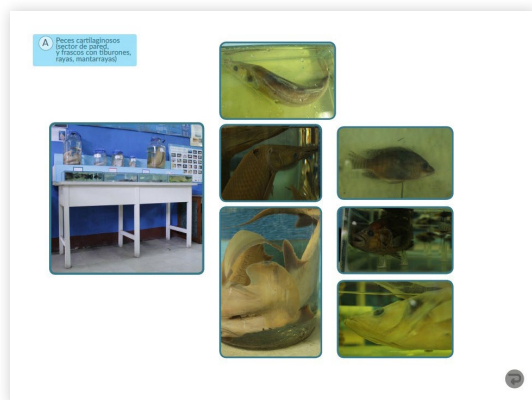 A
Peces cartilaginosos
(sector de pared,
y frascos con tiburones,
rayas, mantarrayas)